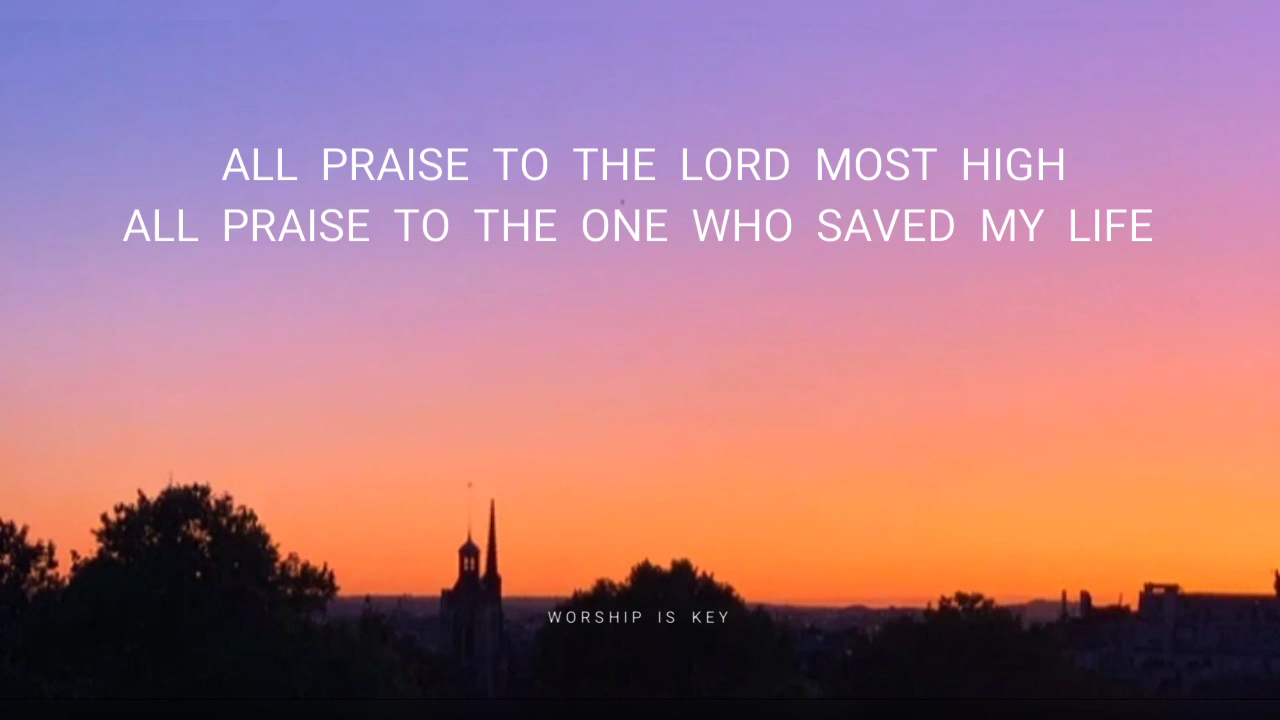 ALL PRAISE TO THE LORD MOST HIGH
ALL PRAISE TO THE ONE WHO SAVED MY LIFE
WORSHIP IS KEY